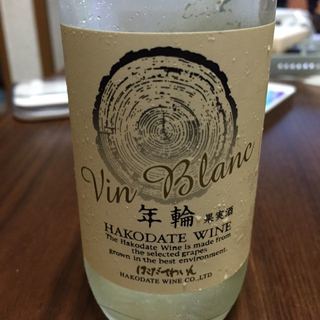 Vin Blanc
年輪 果実酒
HAKODATE WINE
The Hakodate Wine is made from
the selected grapes
grown in the best environment.
はこだてわいん
HAKODATE WINE CO.,LTD